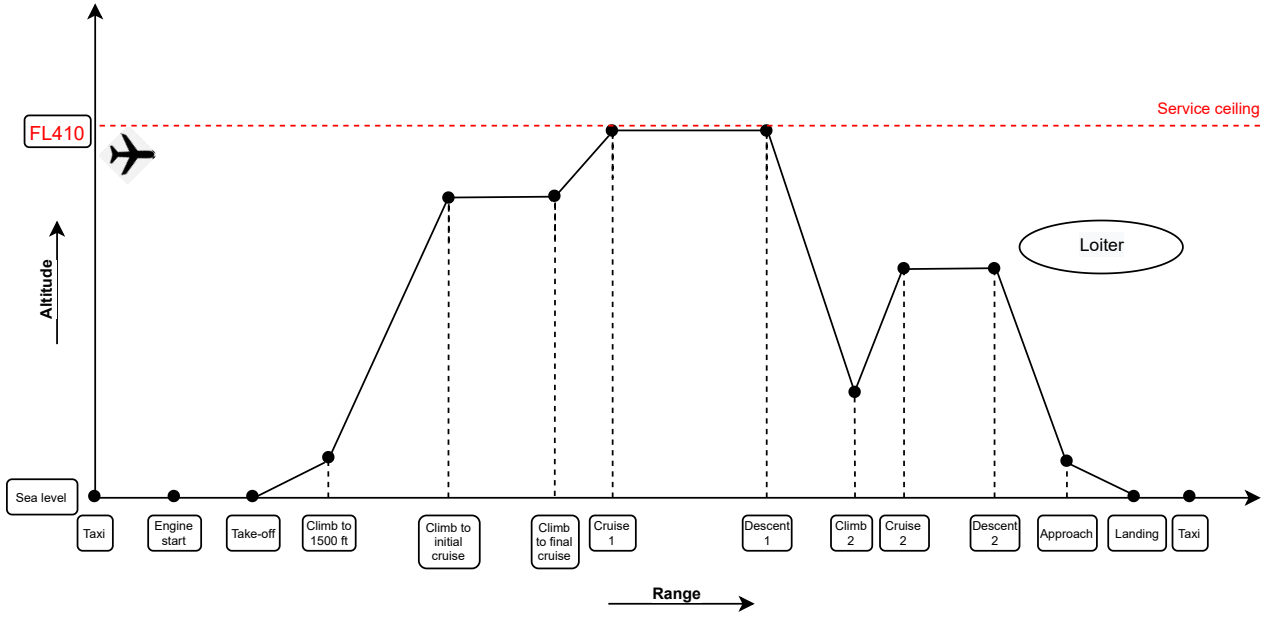 Service ceiling
FL410
Loiter
Altitude
Sea level
Taxi
Engine
start
Take-off
Climb to
1500 ft
Climb to
initial
cruise
Climb
to final
cruise
Cruise
1
Descent
1
Climb
2
Cruise
2
Descent
2
Approach
Landing
Taxi
Range